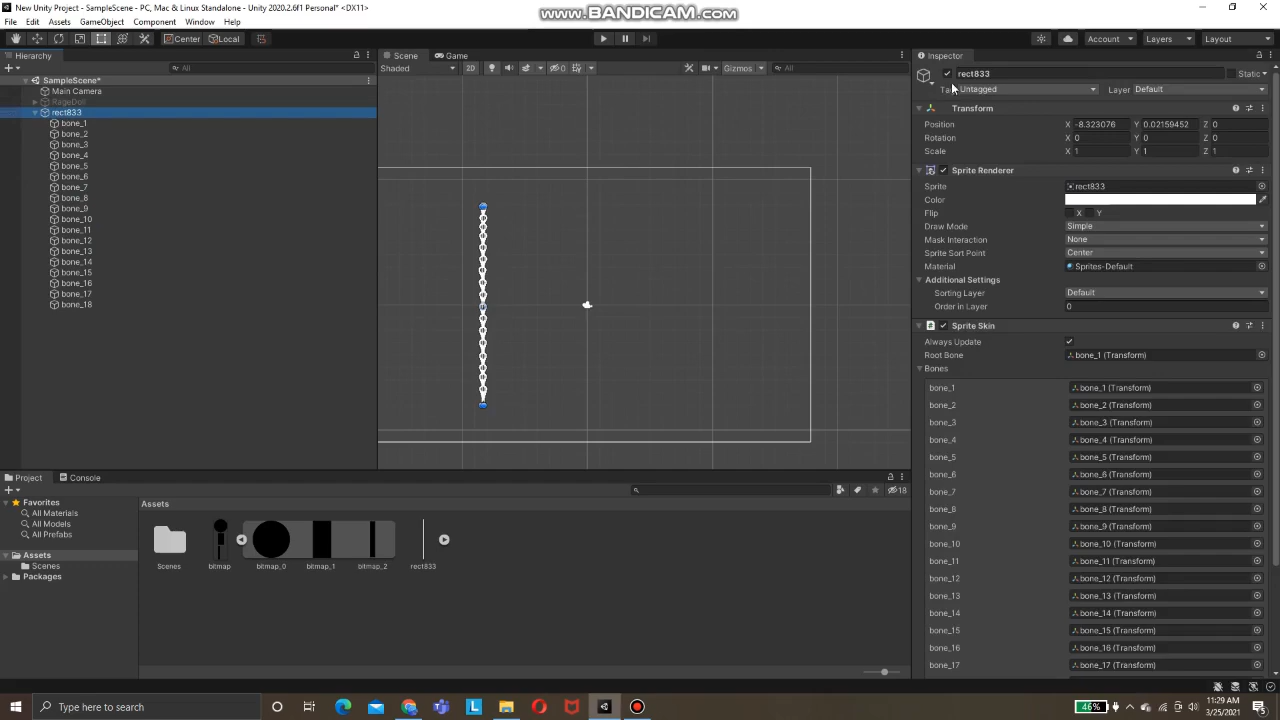 New Unity Project - SampleScene - PC, Mac & Linux Standalone - Unity 2020.2.6f1 Personal* <DX11>
www.BANDICAM.com
File Edit Assets GameObject Component Window Help
Center Local Account Layers Layout
Hierarchy
All
SampleScene*
Main Camera
RageDoll
rect833
bone_1
bone_2
bone_3
bone_4
bone_5
bone_6
bone_7
bone_8
bone_9
bone_10
bone_11
bone_12
bone_13
bone_14
bone_15
bone_16
bone_17
bone_18
Scene Game
Shaded 2D 0 Gizmos All
Inspector
rect833 Static
Untagged Layer Default
Transform
Position X -8.323076 Y 0.02159452 Z 0
Rotation X 0 Y 0 Z 0
Scale X 1 Y 1 Z 1
Sprite Renderer
Sprite rect833
Color
Flip X Y
Draw Mode Simple
Mask Interaction None
Sprite Sort Point Center
Material Sprites-Default
Additional Settings
Sorting Layer Default
Order in Layer 0
Sprite Skin
Always Update
Root Bone bone_1 (Transform)
Bones
bone_1 bone_1 (Transform)
bone_2 bone_2 (Transform)
bone_3 bone_3 (Transform)
bone_4 bone_4 (Transform)
bone_5 bone_5 (Transform)
bone_6 bone_6 (Transform)
bone_7 bone_7 (Transform)
bone_8 bone_8 (Transform)
bone_9 bone_9 (Transform)
bone_10 bone_10 (Transform)
bone_11 bone_11 (Transform)
bone_12 bone_12 (Transform)
bone_13 bone_13 (Transform)
bone_14 bone_14 (Transform)
bone_15 bone_15 (Transform)
bone_16 bone_16 (Transform)
bone_17 bone_17 (Transform)
Project Console
18
Favorites
All Materials
All Models
All Prefabs
Assets
Scenes
Packages
Assets
Scenes bitmap bitmap_0 bitmap_1 bitmap_2 rect833
Type here to search
46%
11:29 AM
3/25/2021